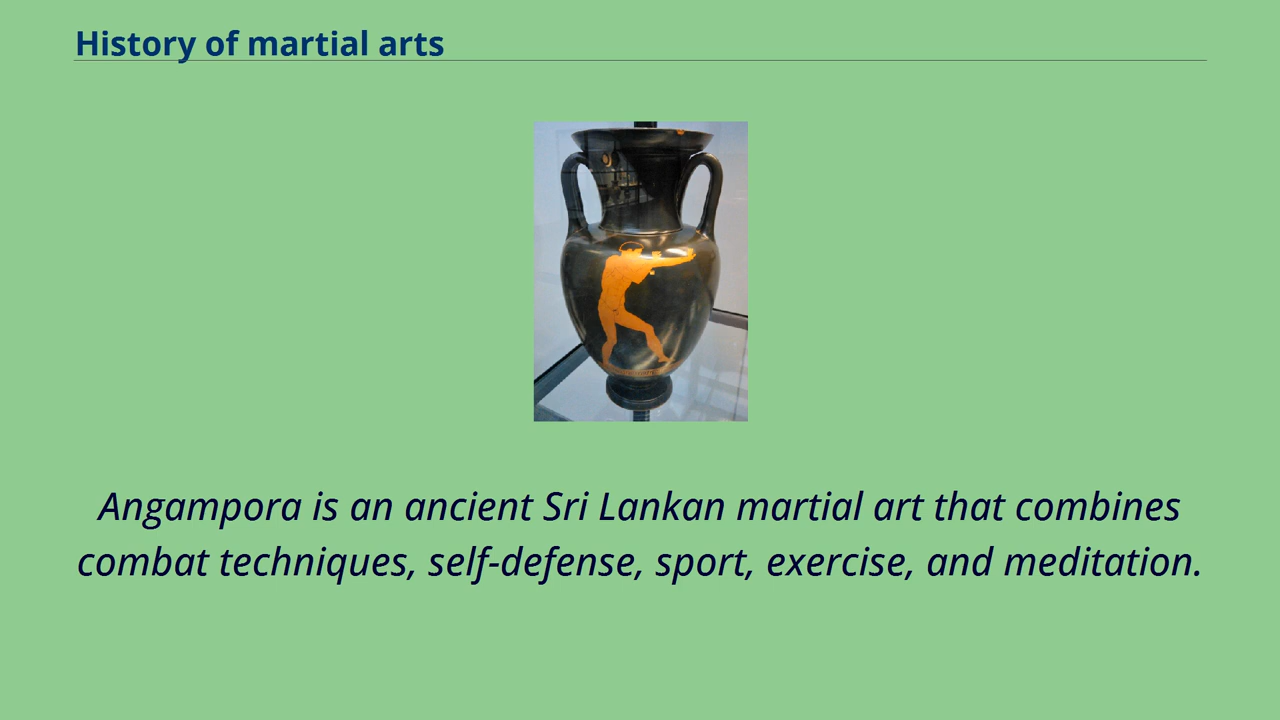 History of martial arts
Angampora is an ancient Sri Lankan martial art that combines
combat techniques, self-defense, sport, exercise, and meditation.